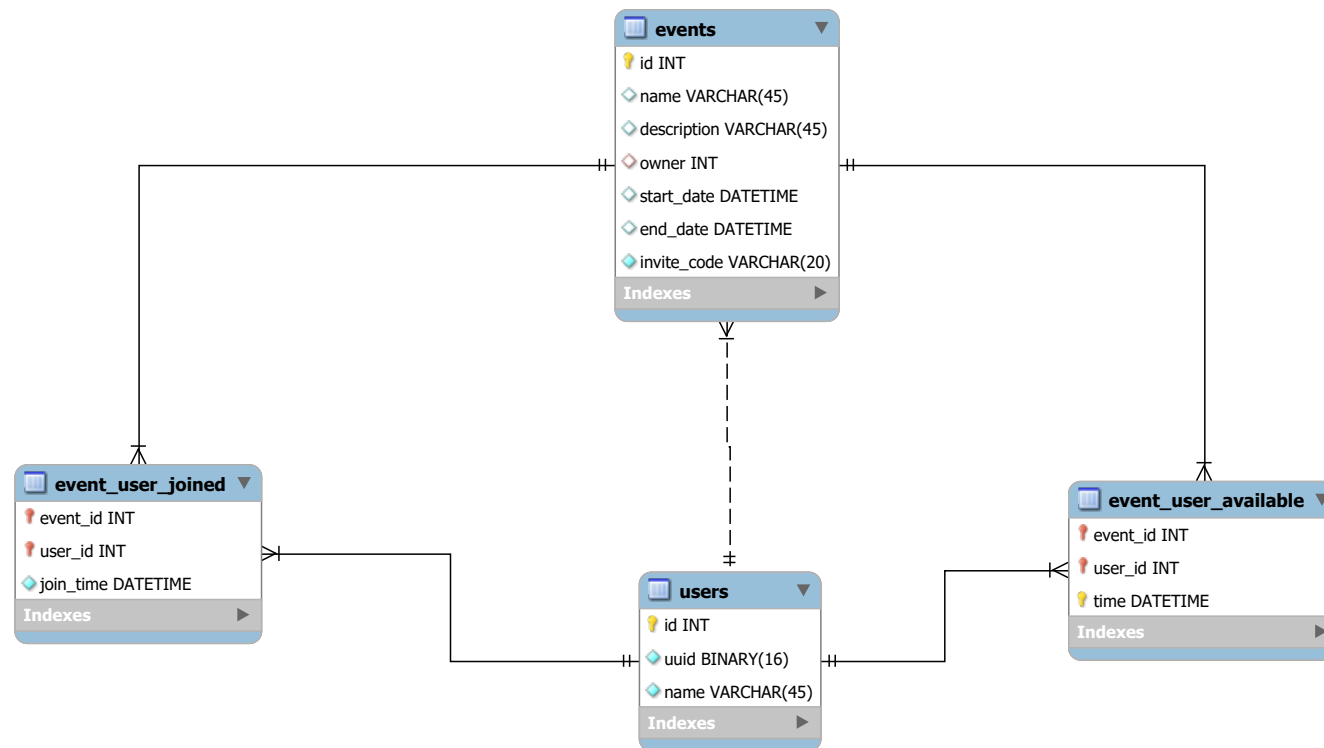 events
id INT
name VARCHAR(45)
description VARCHAR(45)
owner INT
start_date DATETIME
end_date DATETIME
invite_code VARCHAR(20)
Indexes
event_user_joined
event_id INT
user_id INT
join_time DATETIME
Indexes
event_user_available
event_id INT
user_id INT
time DATETIME
Indexes
users
id INT
uuid BINARY(16)
name VARCHAR(45)
Indexes